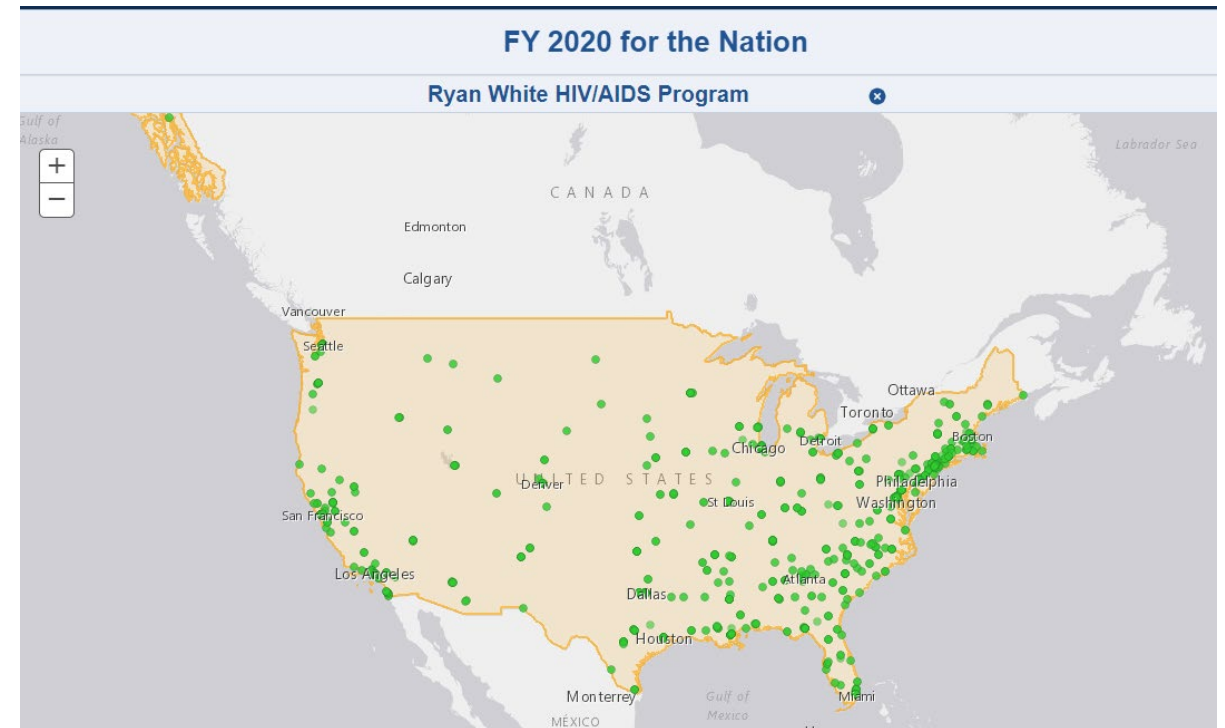 FY 2020 for the Nation
Ryan White HIV/AIDS Program
Gulf of
Alaska
+
−
Labrador Sea
CANADA
Edmonton
Calgary
Vancouver
Seattle
Ottawa
Toronto
Boston
Detroit
Chicago
UNITED STATES
Denver
Philadelphia
St Louis
Washington
San Francisco
Los Angeles
Atlanta
Dallas
Houston
Monterrey
Gulf of
Mexico
Miami
MÉXICO